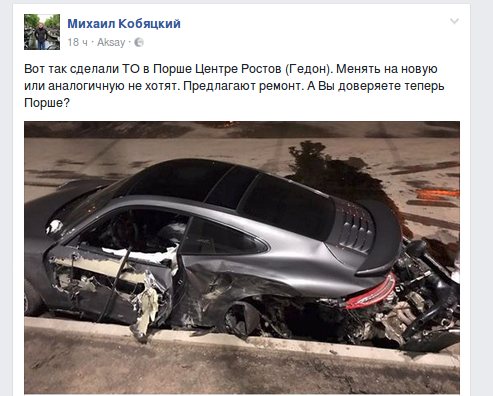 Михаил Кобяцкий
18 ч · Aksay ·
Вот так сделали ТО в Порше Центре Ростов (Гедон). Менять на новую
или аналогичную не хотят. Предлагают ремонт. А Вы доверяете теперь
Порше?